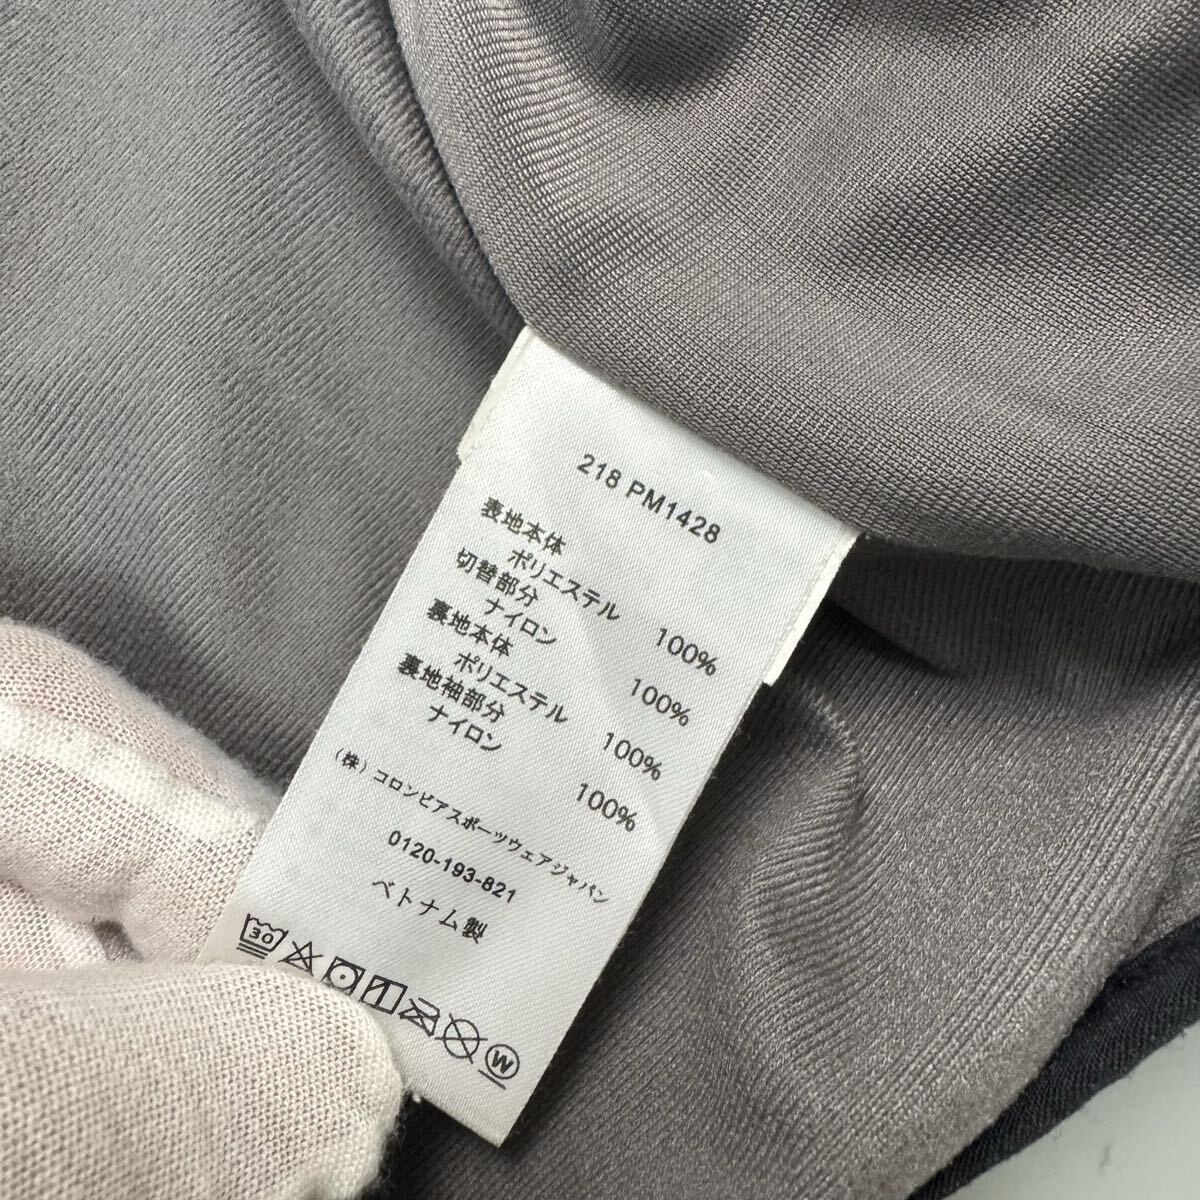 218 PM1428
表地本体
ポリエステル 100%
切替部分
ナイロン 100%
裏地本体
ポリエステル 100%
裏地袖部分
ナイロン 100%
(株)コロンビアスポーツウェアジャパン
0120-193-821
ベトナム製
30
W